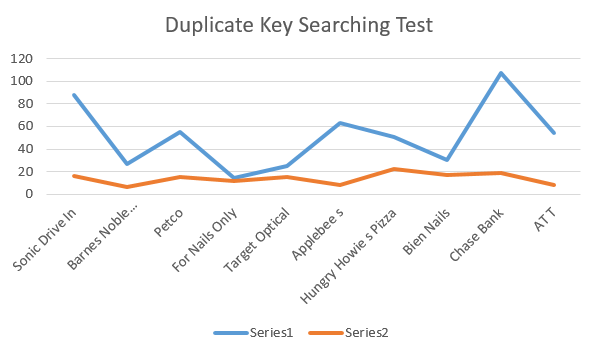 Duplicate Key Searching Test
120
100
80
60
40
20
0
Sonic Drive In
Barnes Noble...
Petco
For Nails Only
Target Optical
Applebee s
Hungry Howie s Pizza
Bien Nails
Chase Bank
AT T
Series1 Series2